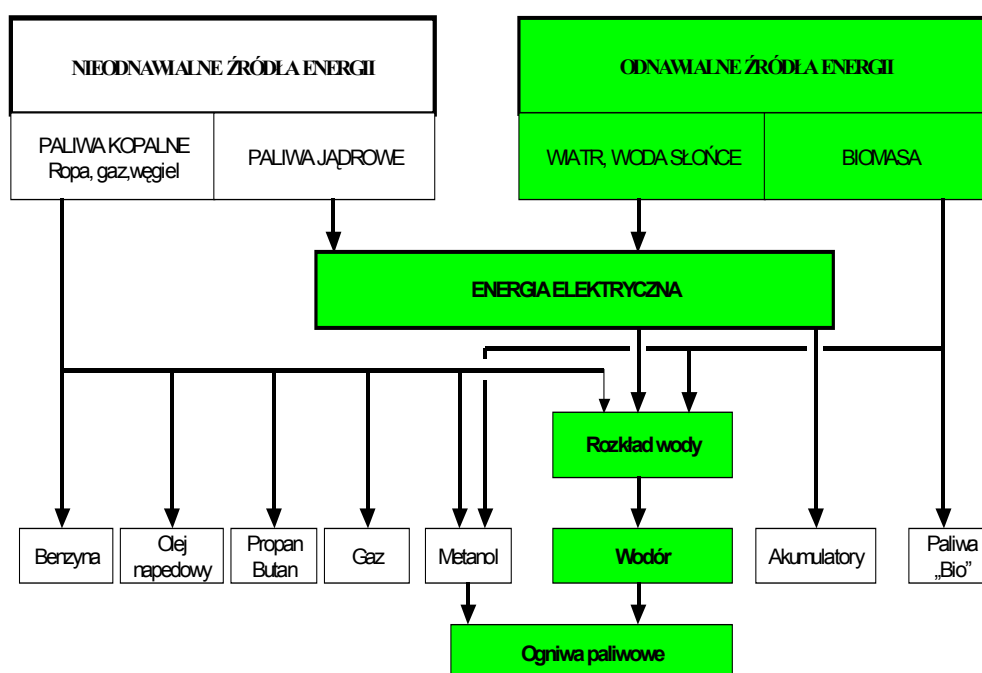 NIEODNAWIALNE ŹRÓDŁA ENERGII
ODNAWIALNE ŹRÓDŁA ENERGII
PALIWA KOPALNE
Ropa, gaz,węgiel
PALIWA JĄDROWE
WIATR, WODA SŁOŃCE
BIOMASA
ENERGIA ELEKTRYCZNA
Rozkład wody
Benzyna
Olej
napedowy
Propan
Butan
Gaz
Metanol
Wodór
Akumulatory
Paliwa
„Bio”
Ogniwa paliwowe